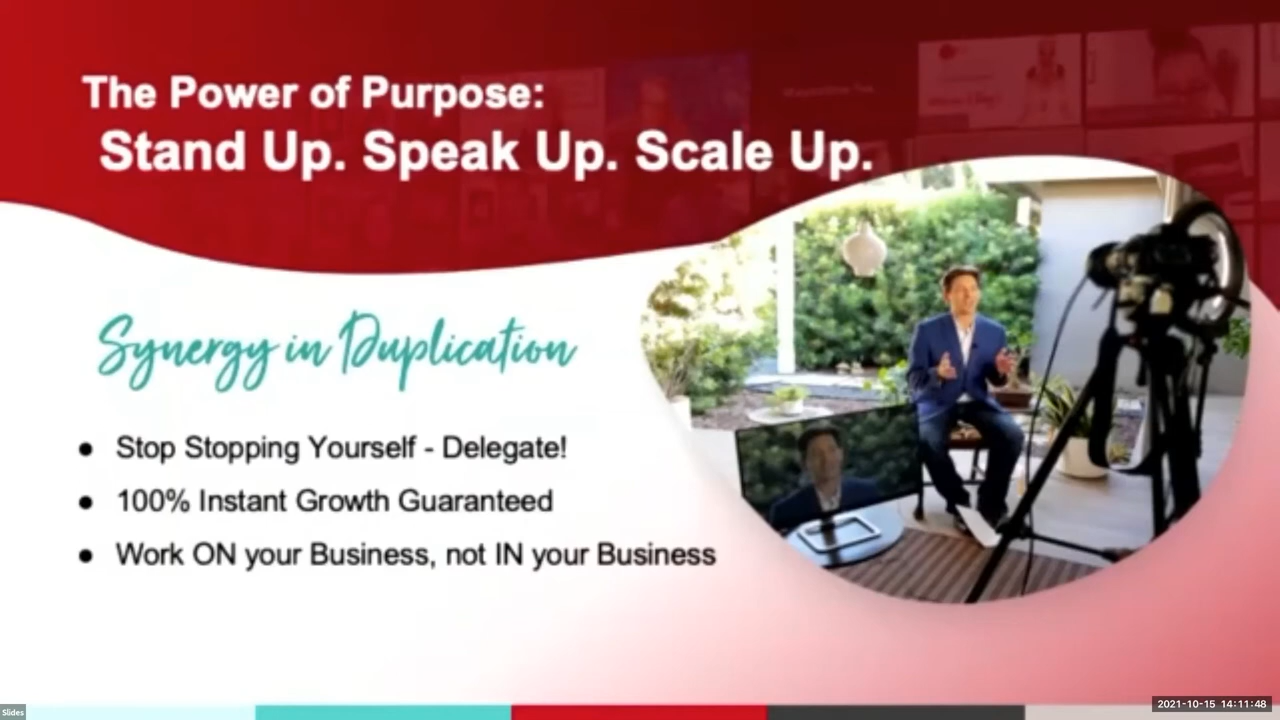 The Power of Purpose:
Stand Up. Speak Up. Scale Up.
Synergy in Duplication
● Stop Stopping Yourself - Delegate!
● 100% Instant Growth Guaranteed
● Work ON your Business, not IN your Business
Slides
2021-10-15 14:11:48